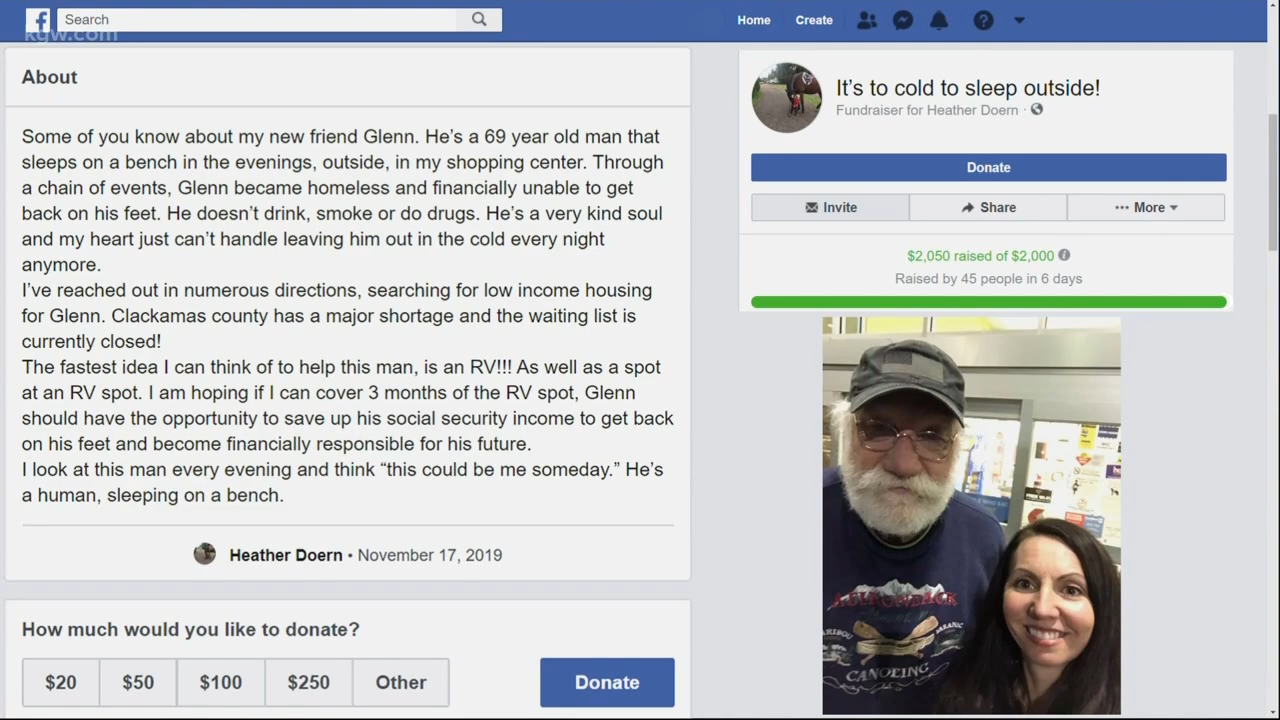 Search
Home
Create
kgw.com
About
Some of you know about my new friend Glenn. He's a 69 year old man that
sleeps on a bench in the evenings, outside, in my shopping center. Through
a chain of events, Glenn became homeless and financially unable to get
back on his feet. He doesn't drink, smoke or do drugs. He's a very kind soul
and my heart just can't handle leaving him out in the cold every night
anymore.
I've reached out in numerous directions, searching for low income housing
for Glenn. Clackamas county has a major shortage and the waiting list is
currently closed!
The fastest idea I can think of to help this man, is an RV!!! As well as a spot
at an RV spot. I am hoping if I can cover 3 months of the RV spot, Glenn
should have the opportunity to save up his social security income to get back
on his feet and become financially responsible for his future.
I look at this man every evening and think “this could be me someday.” He's
a human, sleeping on a bench.
Heather Doern • November 17, 2019
How much would you like to donate?
$20
$50
$100
$250
Other
Donate
It's to cold to sleep outside!
Fundraiser for Heather Doern ·
Donate
Invite
Share
••• More
$2,050 raised of $2,000
Raised by 45 people in 6 days
ADIRONDACK
CARIBOU
SARANIC
CANOEING